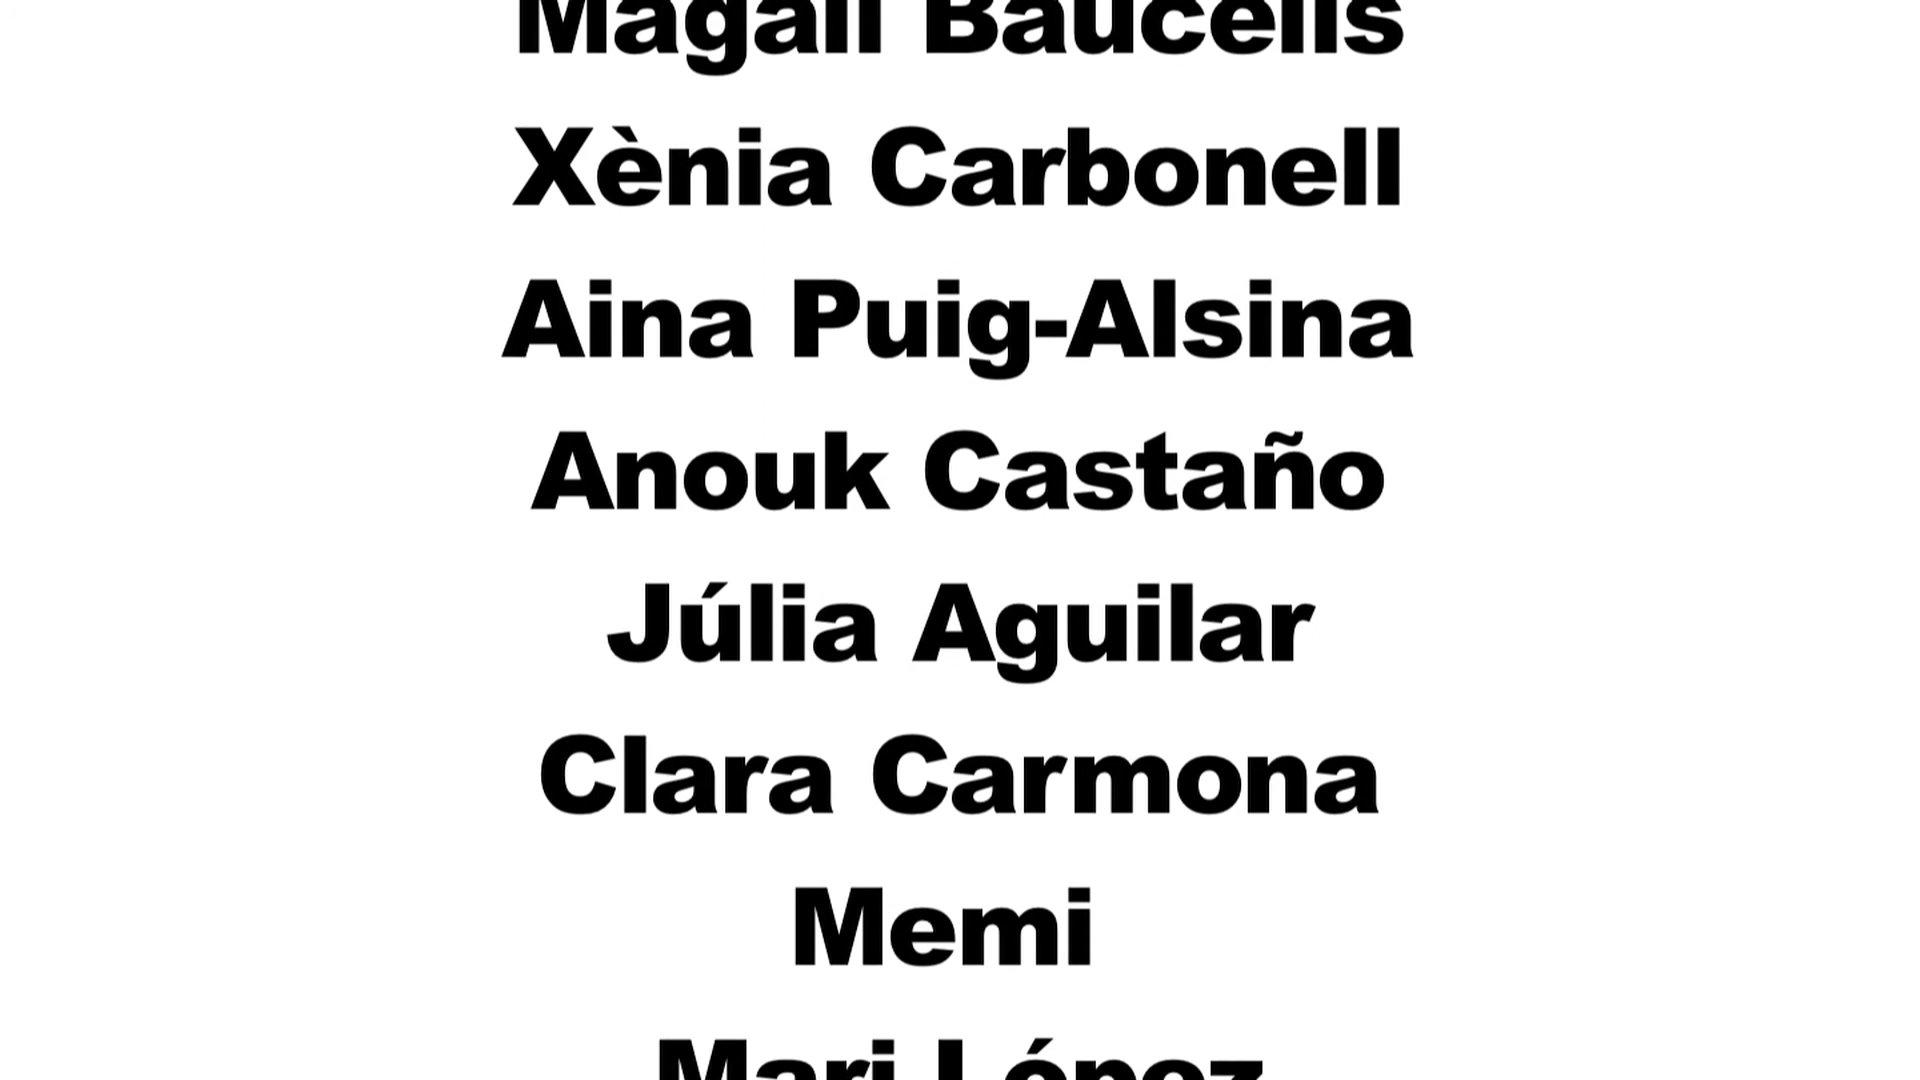 Magalí Baucells
Xènia Carbonell
Aina Puig-Alsina
Anouk Castaño
Júlia Aguilar
Clara Carmona
Memi
Mari López